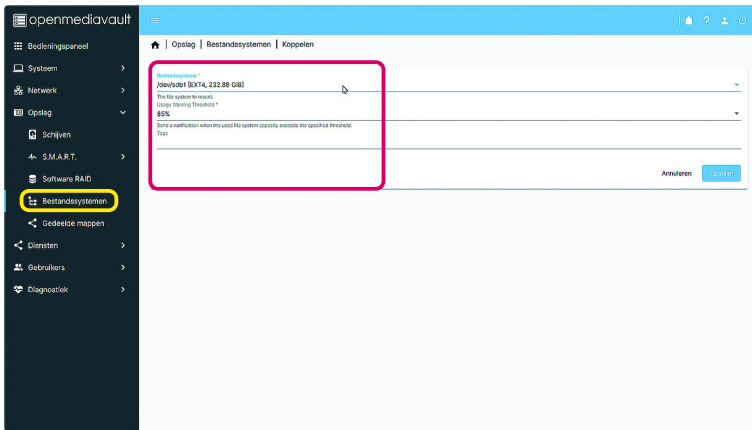 openmediavault
Bedieningspaneel
Systeem
Netwerk
Opslag
Schijven
S.M.A.R.T.
Software RAID
Bestandssystemen
Gedeelde mappen
Diensten
Gebruikers
Diagnostiek
| Opslag | Bestandssystemen | Koppelen
Bestandssysteem *
/dev/sdb1 [EXT4, 232.88 GiB]
The file system to mount.
Usage Warning Threshold *
85%
Send a notification when the used file system capacity exceeds the specified threshold.
Tags
Annuleren
Opslaan